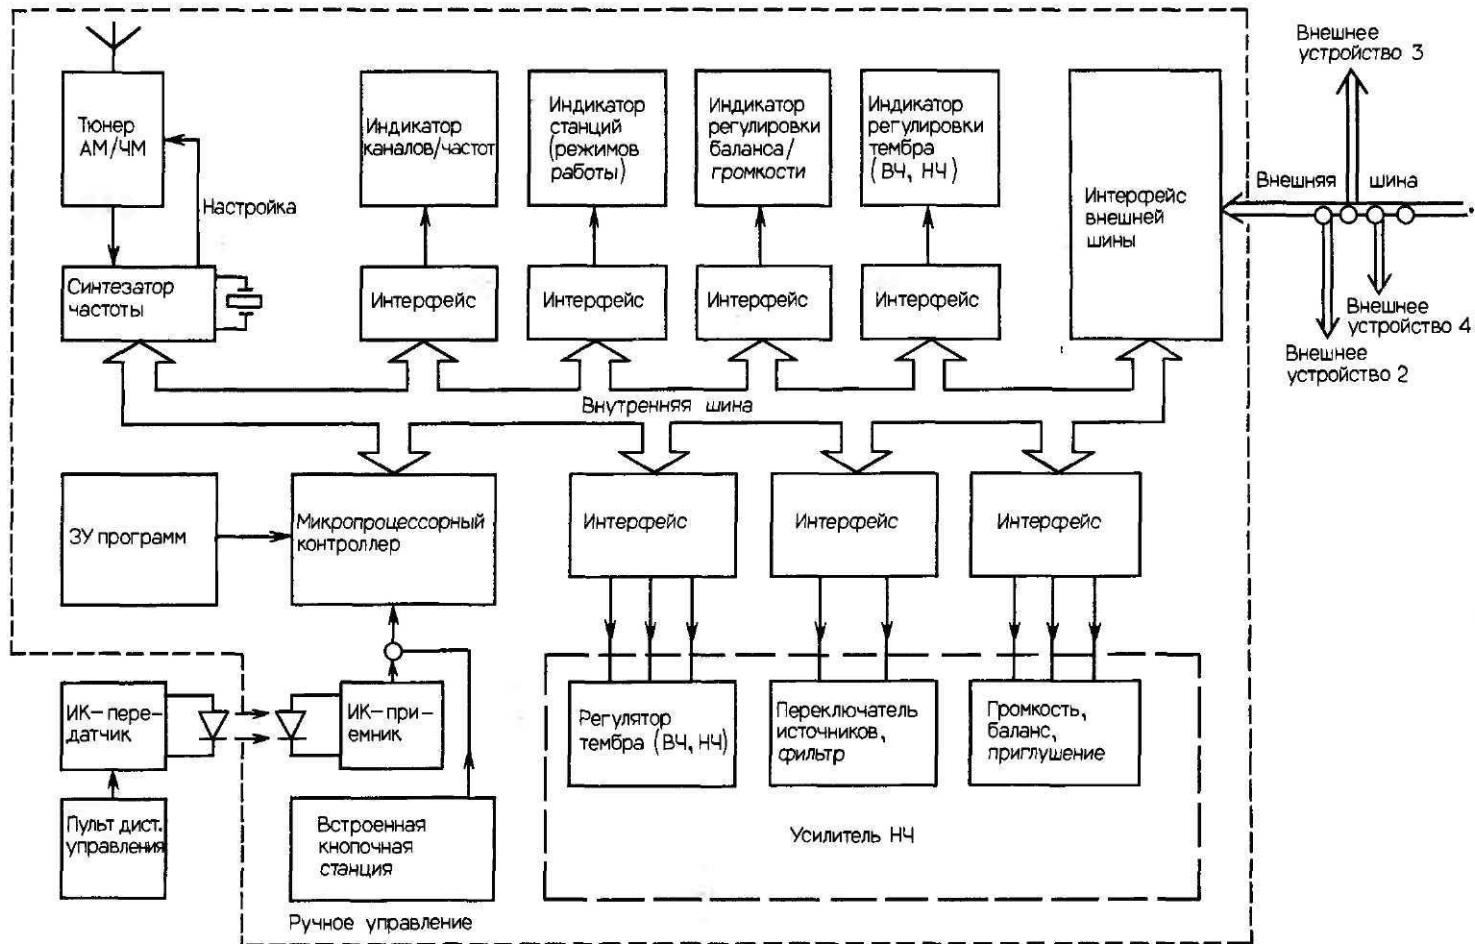 Внешнее
устройство 3
Тюнер
АМ/ЧМ
Индикатор
каналов/частот
Индикатор
станций
(режимов
работы)
Индикатор
регулировки
баланса/
громкости
Индикатор
регулировки
тембра
(ВЧ, НЧ)
Интерфейс
внешней
шины
Внешняя шина
Настройка
Синтезатор
частоты
Интерфейс
Интерфейс
Интерфейс
Интерфейс
Внешнее
устройство 4
Внешнее
устройство 2
Внутренняя шина
ЗУ программ
Микропроцессорный
контроллер
Интерфейс
Интерфейс
Интерфейс
ИК-пере-
датчик
ИК-при-
емник
Регулятор
тембра (ВЧ, НЧ)
Переключатель
источников,
фильтр
Громкость,
баланс,
приглушение
Пульт дист.
управления
Встроенная
кнопочная
станция
Усилитель НЧ
Ручное управление